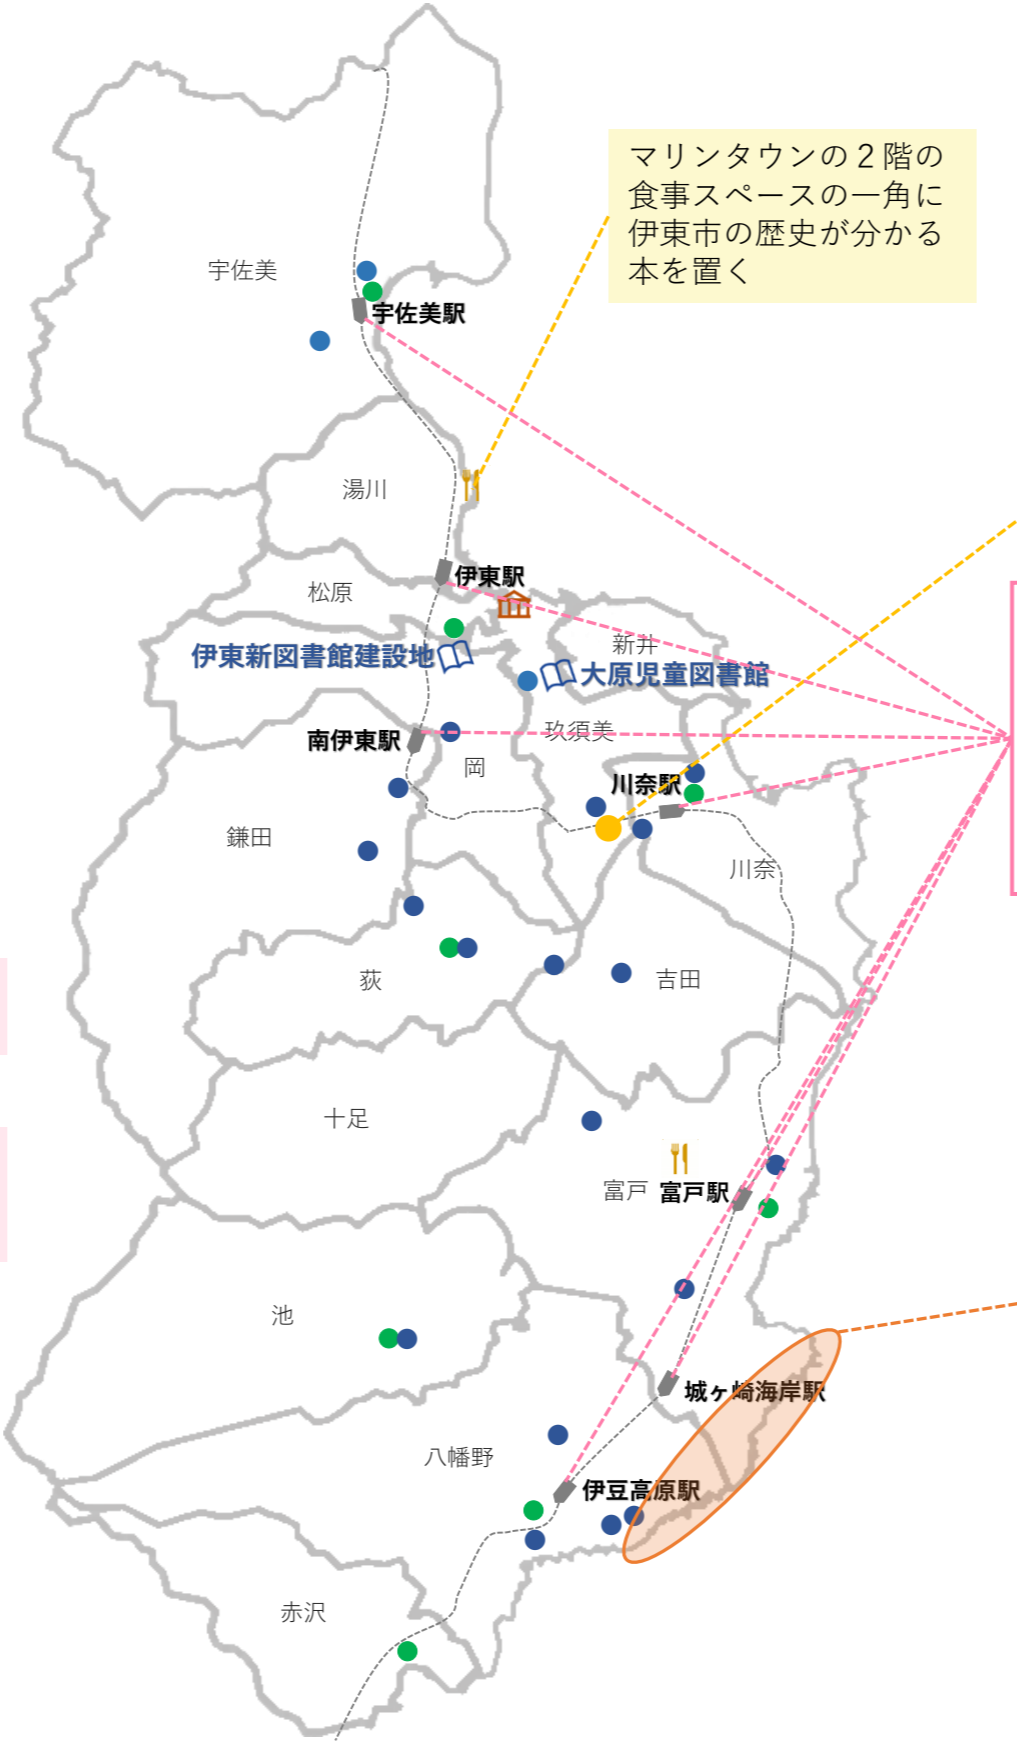 マリンタウンの２階の
食事スペースの一角に
伊東市の歴史が分かる
本を置く
宇佐美
宇佐美駅
湯川
伊東駅
松原
新井
伊東新図書館建設地
大原児童図書館
玖須美
南伊東駅
岡
川奈駅
鎌田
川奈
荻
吉田
十足
富戸
富戸駅
池
城ヶ崎海岸駅
八幡野
伊豆高原駅
赤沢